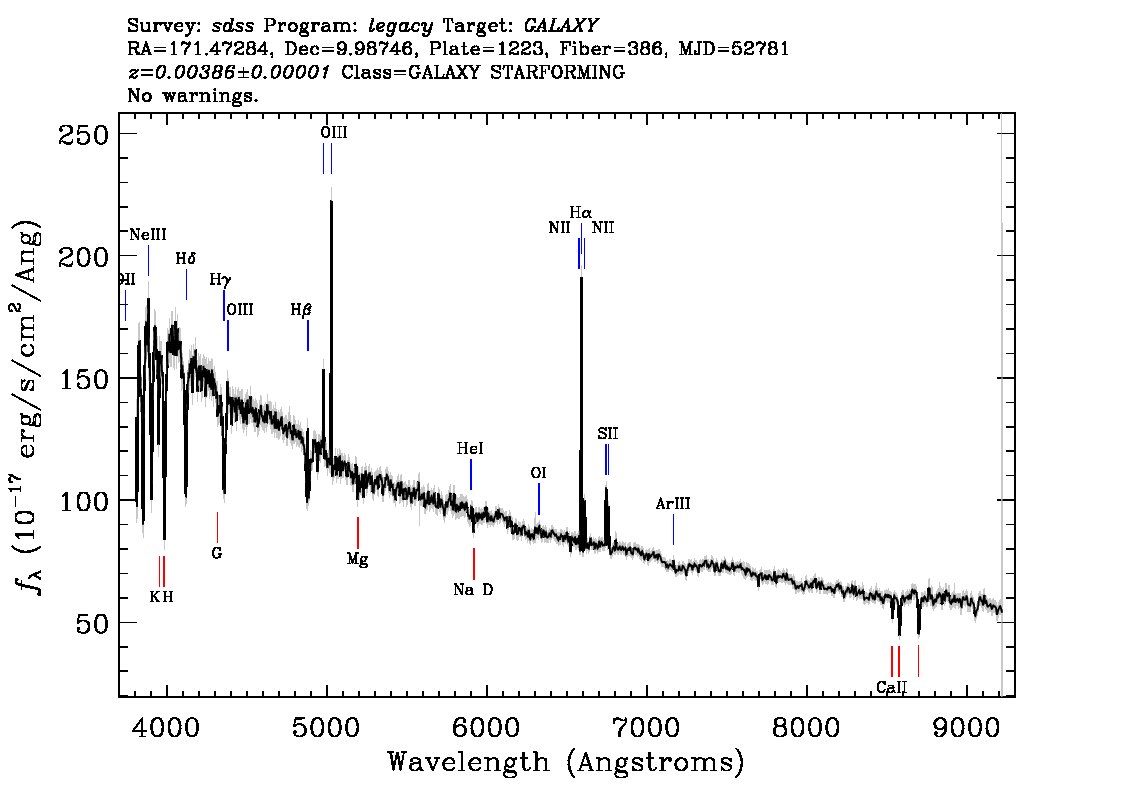 Survey: sdss Program: legacy Target: GALAXY
RA=171.47284, Dec=9.98746, Plate=1223, Fiber=386, MJD=52781
z=0.00386±0.00001 Class=GALAXY STARFORMING
No warnings.
250
200
150
100
50
OIII
Hα
NII NII
NeIII
Hδ
OII
Hγ
OIII
Hβ
SII
HeI
OI
ArIII
G
Mg
K H
Na D
CaII
4000 5000 6000 7000 8000 9000
Wavelength (Angstroms)
fλ (10⁻¹⁷ erg/s/cm²/Ang)